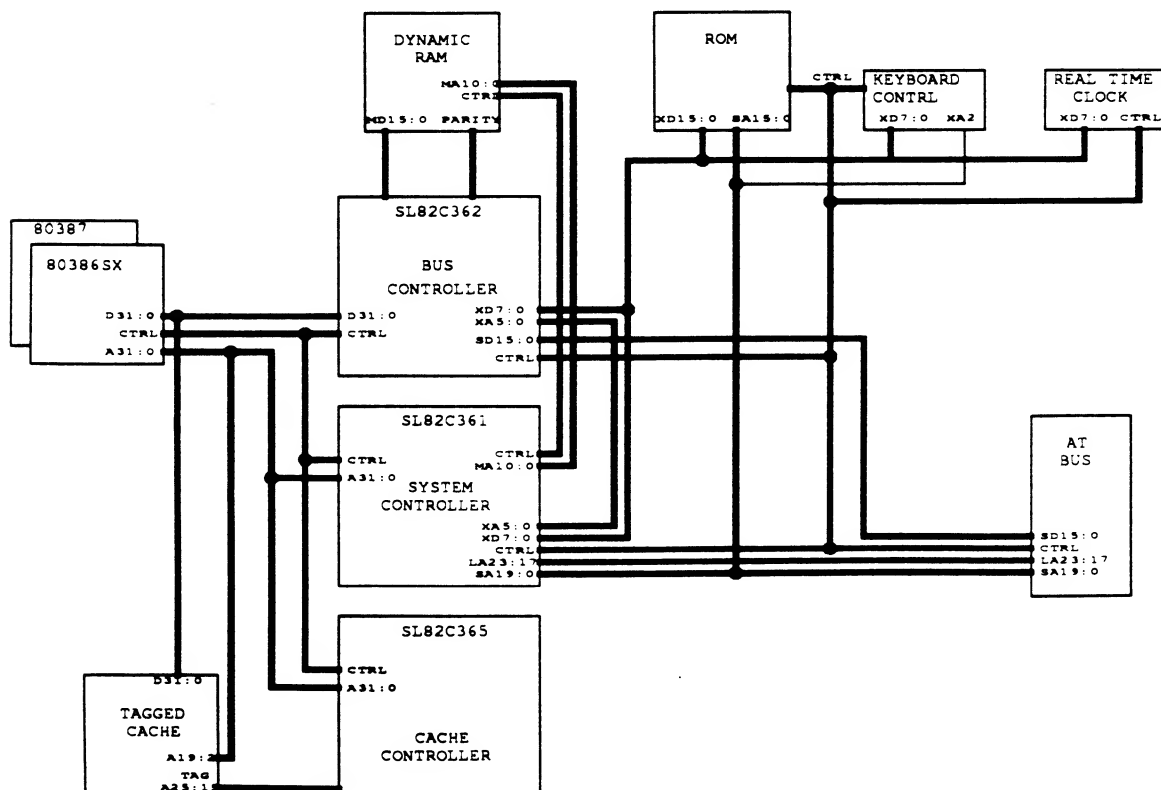 DYNAMIC
RAM
MA10:0
CTRL
MD15:0 PARITY
ROM
XD15:0 SA15:0
CTRL
KEYBOARD
CONTRL
XD7:0 XA2
REAL TIME
CLOCK
XD7:0 CTRL
80387
80386SX
D31:0
CTRL
A31:0
SL82C362
BUS
CONTROLLER
D31:0
CTRL
XD7:0
XA5:0
SD15:0
CTRL
SL82C361
CTRL
A31:0
SYSTEM
CONTROLLER
CTRL
MA10:0
XA5:0
XD7:0
CTRL
LA23:17
SA19:0
AT
BUS
SD15:0
CTRL
LA23:17
SA19:0
SL82C365
CTRL
A31:0
CACHE
CONTROLLER
D31:0
TAGGED
CACHE
A19:2
TAG